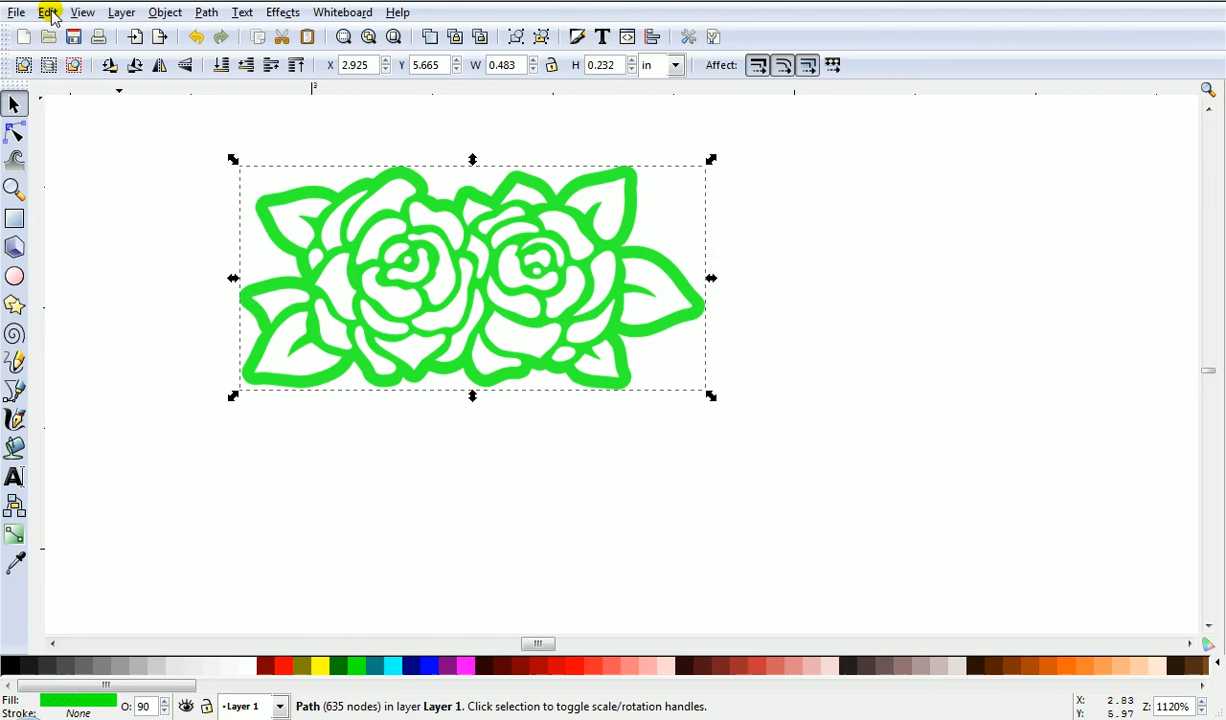 File Edit View Layer Object Path Text Effects Whiteboard Help
X 2.925 Y 5.665 W 0.483 H 0.232 in Affect:
3
Fill: O: 90 Layer 1 Path (635 nodes) in layer Layer 1. Click selection to toggle scale/rotation handles. X: 2.83 Z: 1120%
Stroke: None Y: 5.97